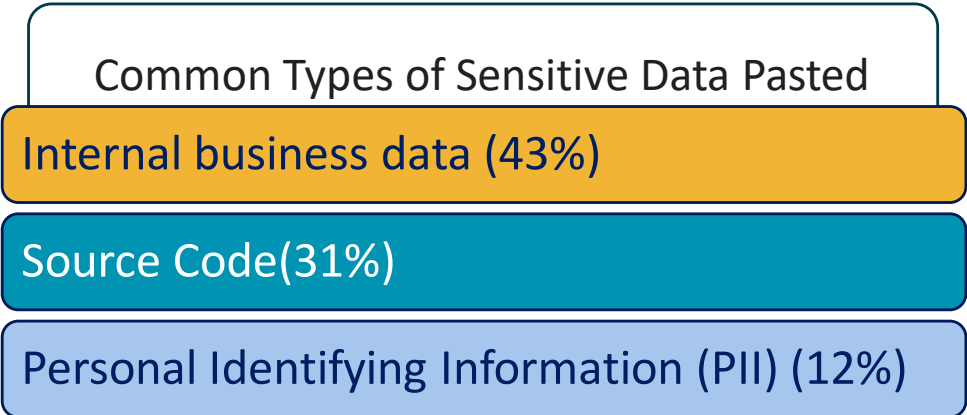 Common Types of Sensitive Data Pasted
Internal business data (43%)
Source Code(31%)
Personal Identifying Information (PII) (12%)